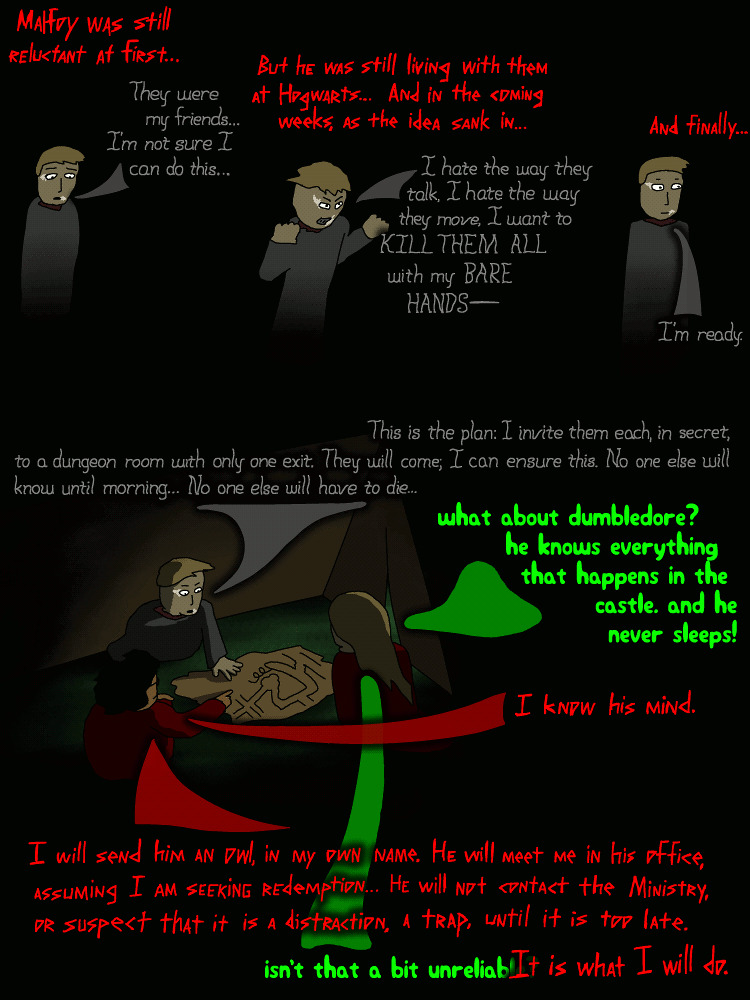 Malfoy was still
reluctant at first...
They were
my friends...
I'm not sure I
can do this...
But he was still living with them
at Hogwarts... And in the coming
weeks, as the idea sank in...
I hate the way they
talk, I hate the way
they move, I want to
KILL THEM ALL
with my BARE
HANDS—
And finally...
I'm ready.
This is the plan: I invite them each, in secret,
to a dungeon room with only one exit. They will come; I can ensure this. No one else will
know until morning... No one else will have to die...
what about dumbledore?
he knows everything
that happens in the
castle. and he
never sleeps!
I know his mind.
I will send him an owl, in my own name. He will meet me in his office,
assuming I am seeking redemption... He will not contact the Ministry,
or suspect that it is a distraction, a trap, until it is too late.
isn't that a bit unreliab
It is what I will do.